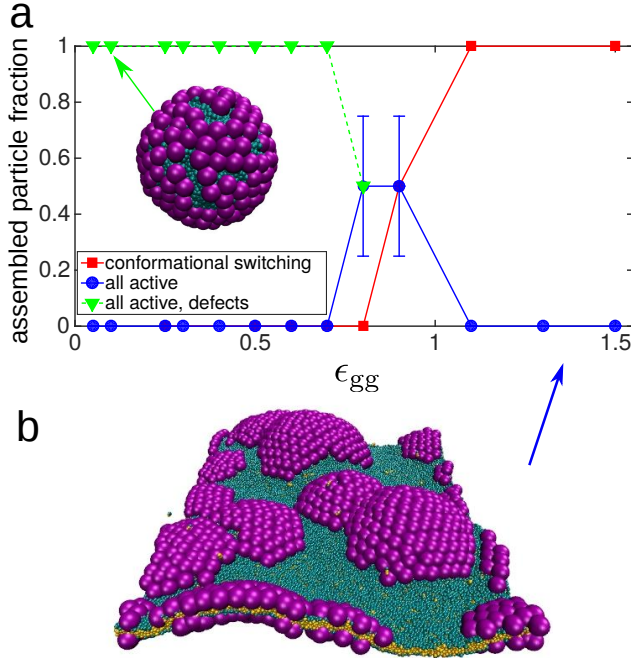 a
assembled particle fraction
1
0.8
0.6
0.4
0.2
0
conformational switching
all active
all active, defects
0 0.5 1 1.5
ϵgg
b